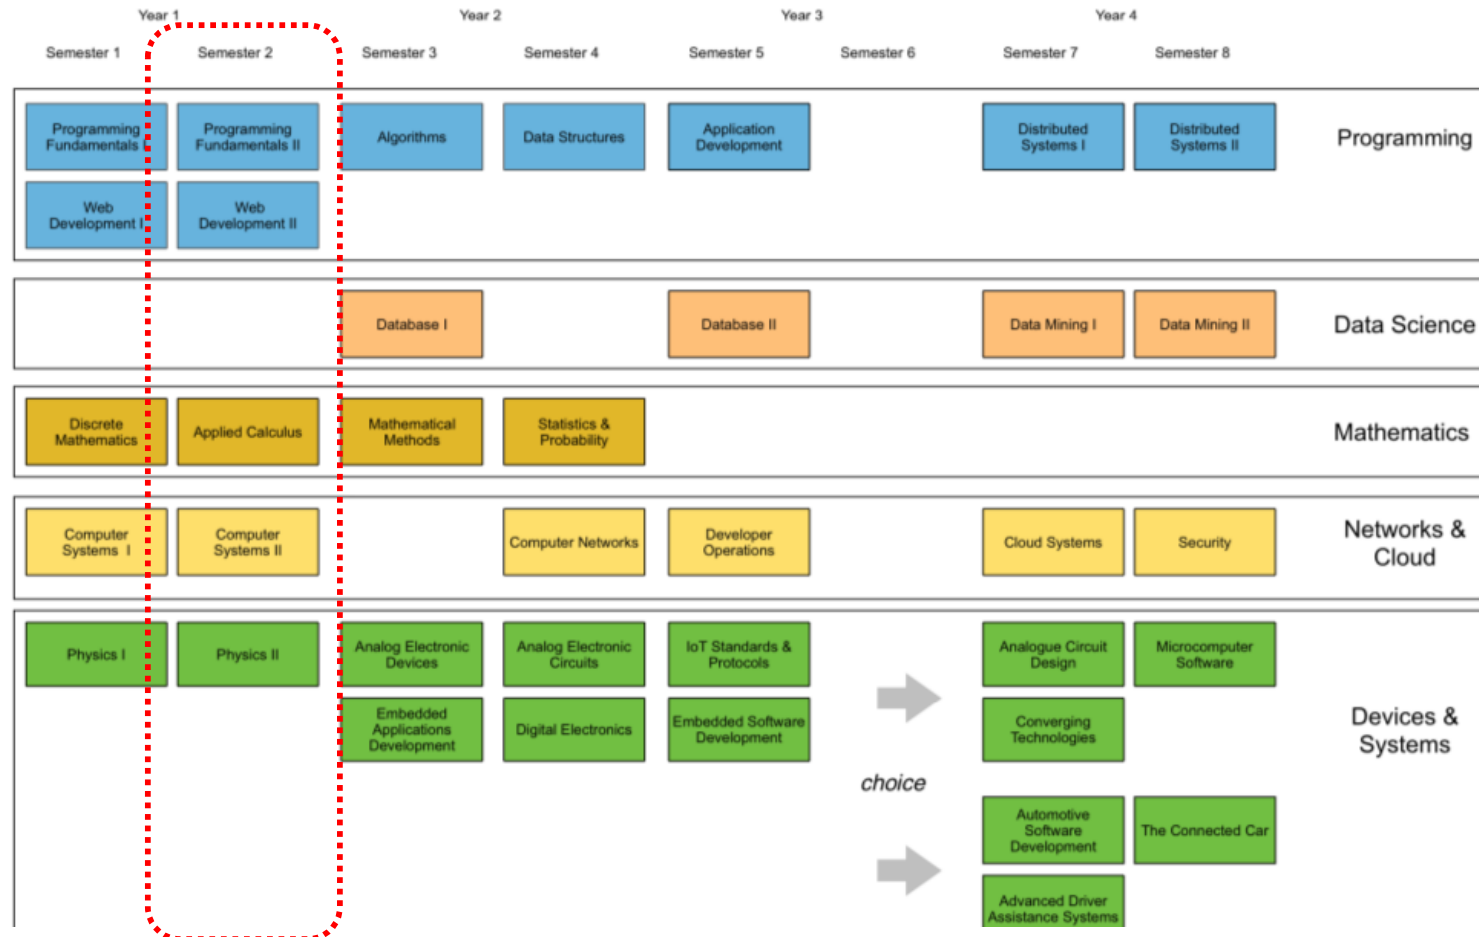 Year 1
Year 2
Year 3
Year 4
Semester 1
Semester 2
Semester 3
Semester 4
Semester 5
Semester 6
Semester 7
Semester 8
Programming
Fundamentals I
Programming
Fundamentals II
Algorithms
Data Structures
Application
Development
Distributed
Systems I
Distributed
Systems II
Programming
Web
Development I
Web
Development II
Database I
Database II
Data Mining I
Data Mining II
Data Science
Discrete
Mathematics
Applied Calculus
Mathematical
Methods
Statistics &
Probability
Mathematics
Computer
Systems I
Computer
Systems II
Computer Networks
Developer
Operations
Cloud Systems
Security
Networks &
Cloud
Physics I
Physics II
Analog Electronic
Devices
Analog Electronic
Circuits
IoT Standards &
Protocols
Analogue Circuit
Design
Microcomputer
Software
Embedded
Applications
Development
Digital Electronics
Embedded Software
Development
Converging
Technologies
Devices &
Systems
choice
Automotive
Software
Development
The Connected Car
Advanced Driver
Assistance Systems